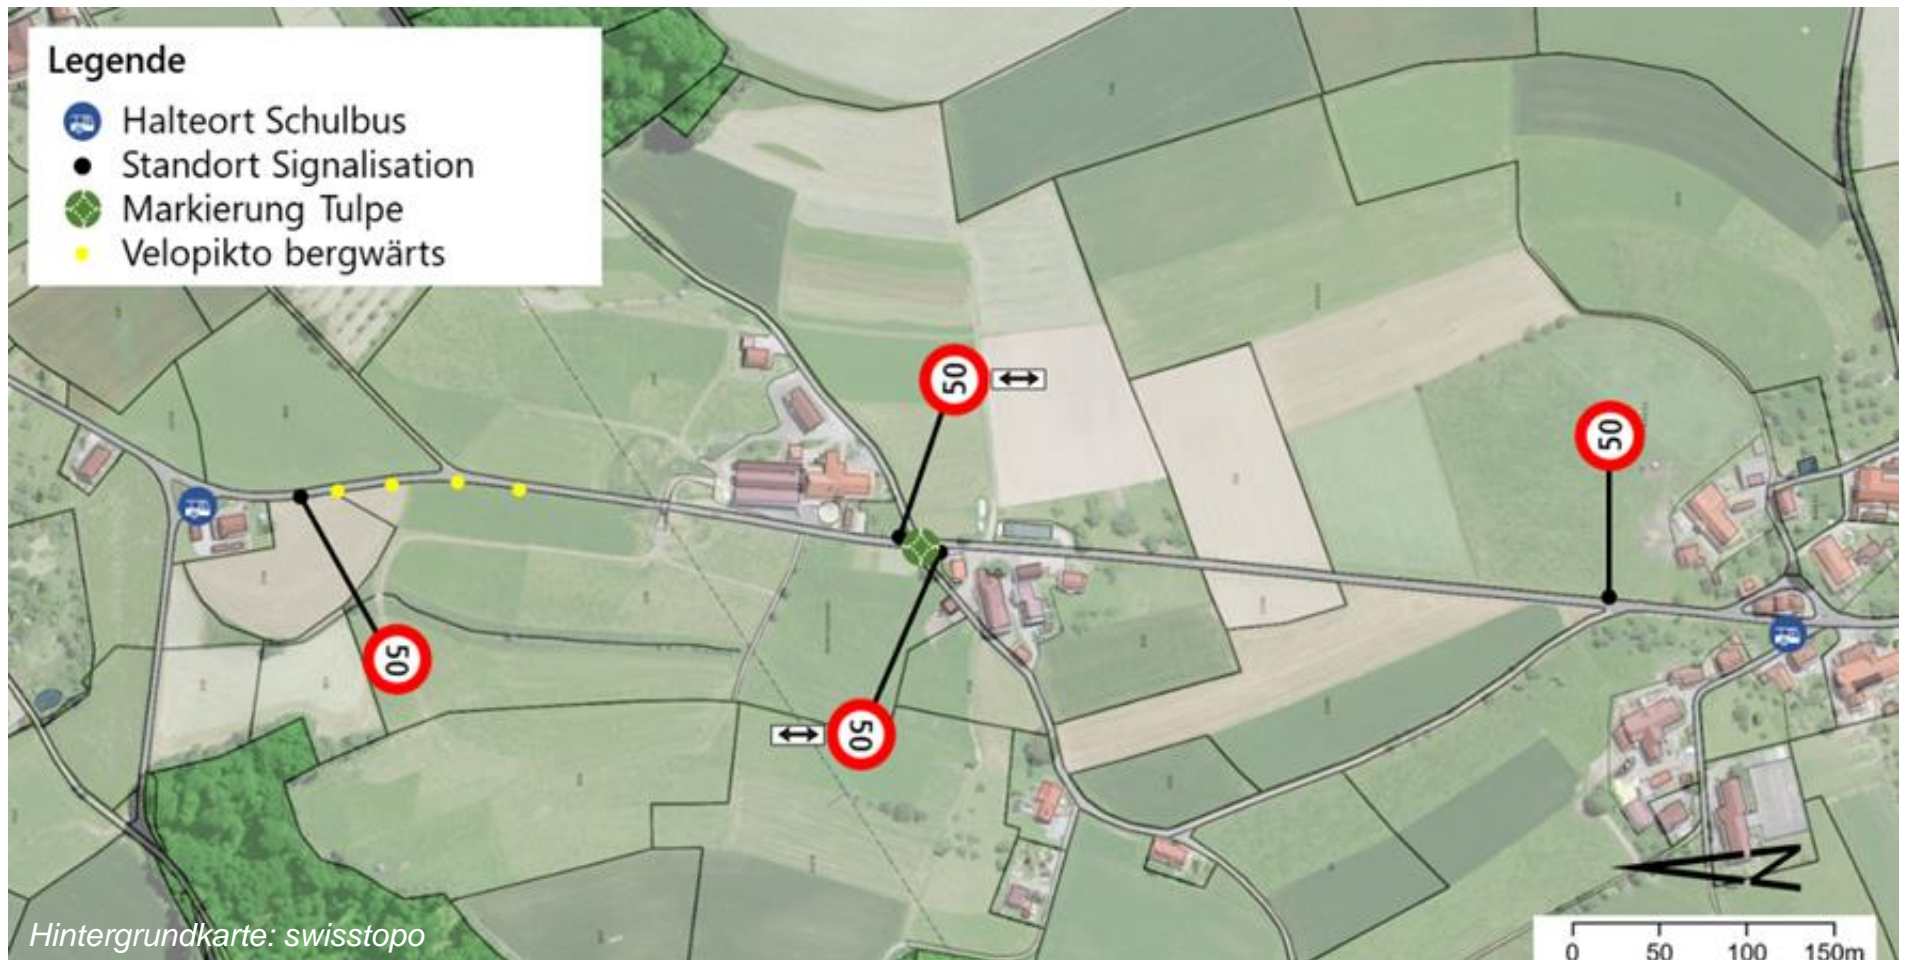 Legende
Halteort Schulbus
Standort Signalisation
Markierung Tulpe
Velopikto bergwärts
50
50
50
50
N
Hintergrundkarte: swisstopo
0 50 100 150m